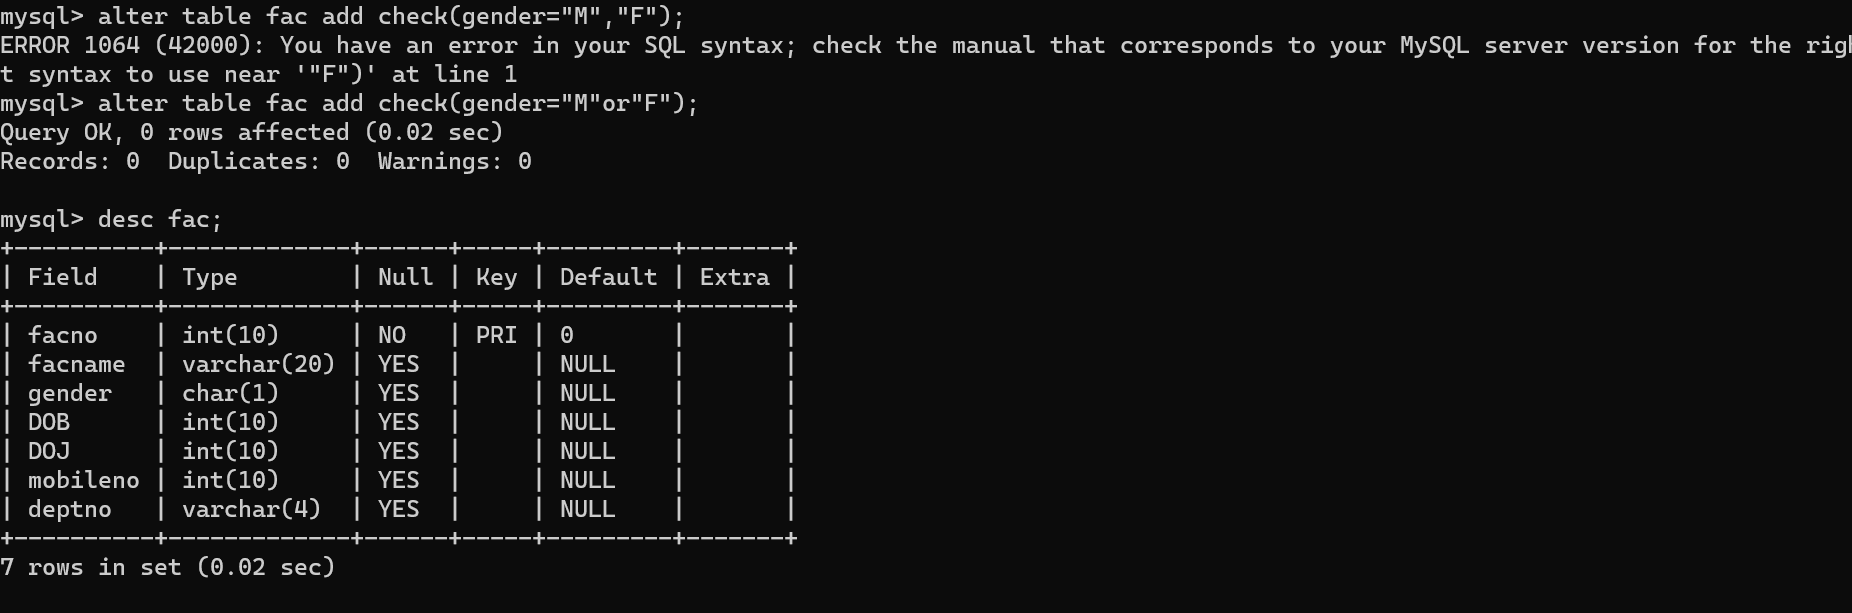 mysql> alter table fac add check(gender="M","F");
ERROR 1064 (42000): You have an error in your SQL syntax; check the manual that corresponds to your MySQL server version for the righ
t syntax to use near '"F")' at line 1
mysql> alter table fac add check(gender="M"or"F");
Query OK, 0 rows affected (0.02 sec)
Records: 0  Duplicates: 0  Warnings: 0
mysql> desc fac;
+----------+-------------+------+-----+---------+-------+
| Field    | Type        | Null | Key | Default | Extra |
+----------+-------------+------+-----+---------+-------+
| facno    | int(10)     | NO   | PRI | 0       |       |
| facname  | varchar(20) | YES  |     | NULL    |       |
| gender   | char(1)     | YES  |     | NULL    |       |
| DOB      | int(10)     | YES  |     | NULL    |       |
| DOJ      | int(10)     | YES  |     | NULL    |       |
| mobileno | int(10)     | YES  |     | NULL    |       |
| deptno   | varchar(4)  | YES  |     | NULL    |       |
+----------+-------------+------+-----+---------+-------+
7 rows in set (0.02 sec)